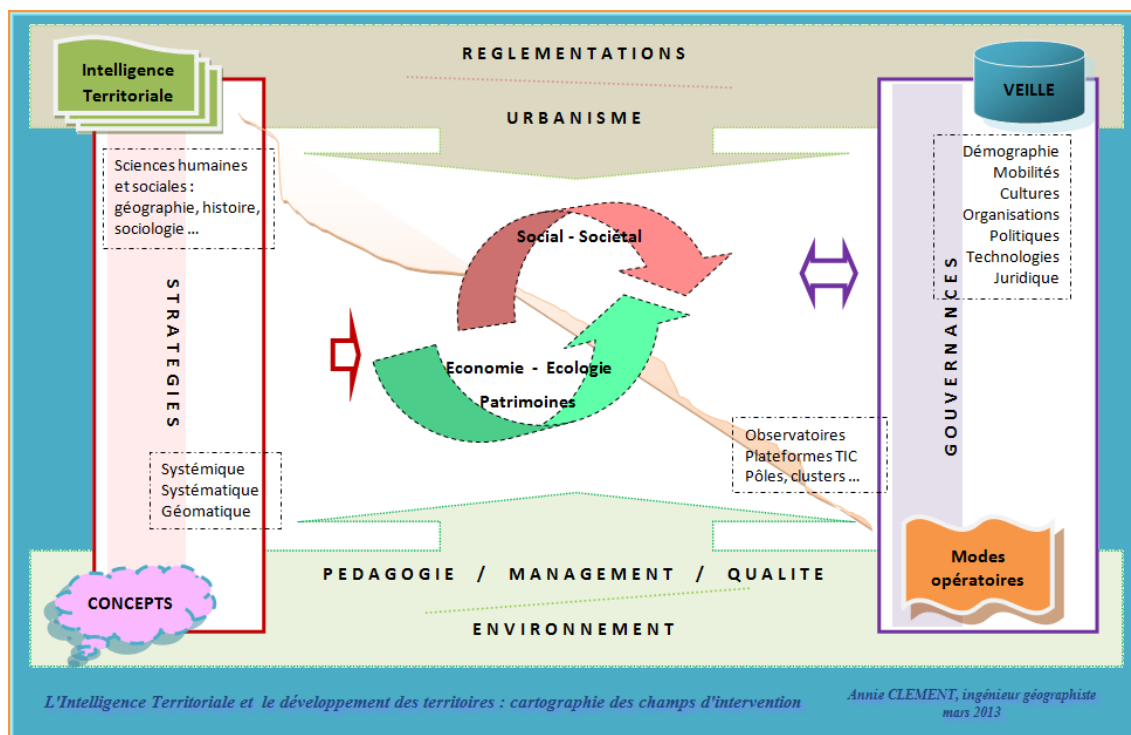 REGLEMENTATIONS
URBANISME
Intelligence
Territoriale
VEILLE
Sciences humaines
et sociales :
géographie, histoire,
sociologie ...
Démographie
Mobilités
Cultures
Organisations
Politiques
Technologies
Juridique
Social - Sociétal
STRATEGIES
GOUVERNANCES
Economie - Ecologie
Patrimoines
Observatoires
Plateformes TIC
Pôles, clusters ...
Systémique
Systématique
Géomatique
CONCEPTS
Modes
opératoires
PEDAGOGIE / MANAGEMENT / QUALITE
ENVIRONNEMENT
L'Intelligence Territoriale et le développement des territoires : cartographie des champs d'intervention
Annie CLEMENT, ingénieur géographiste
mars 2013